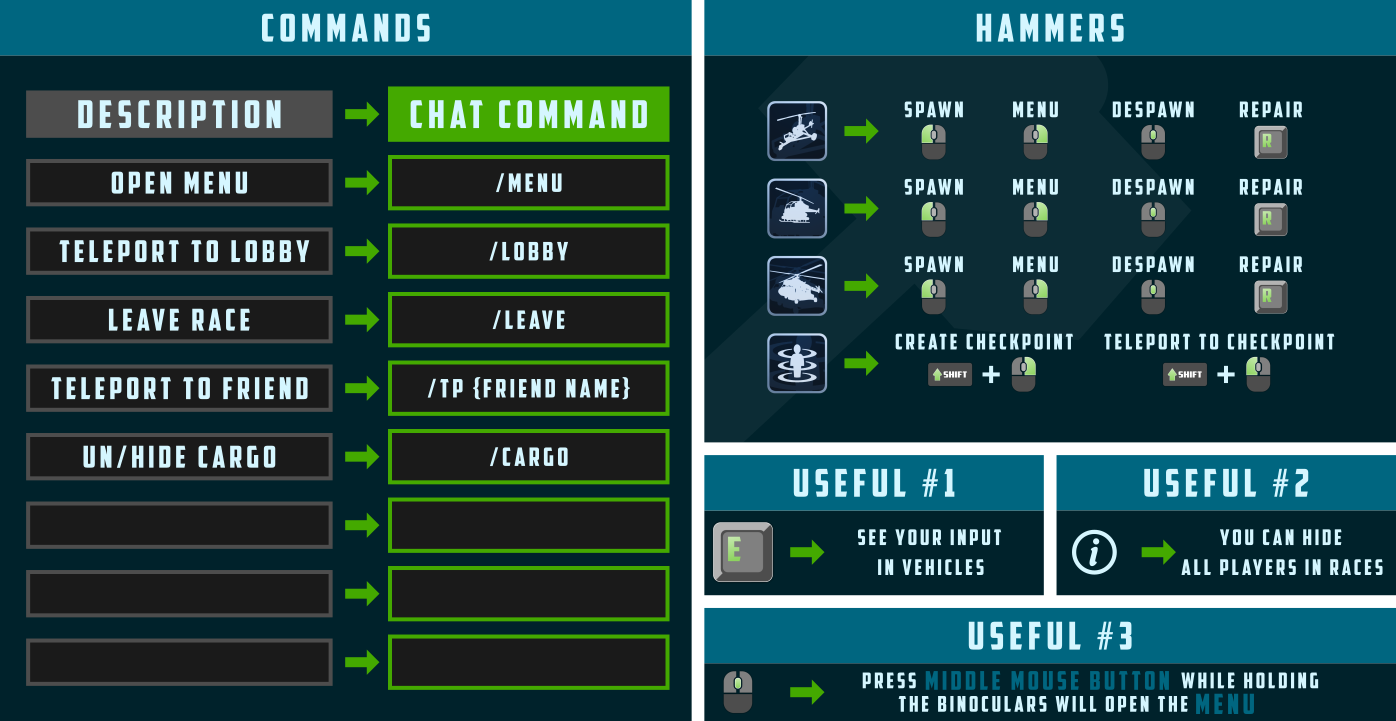 COMMANDS
DESCRIPTION
CHAT COMMAND
OPEN MENU
/MENU
TELEPORT TO LOBBY
/LOBBY
LEAVE RACE
/LEAVE
TELEPORT TO FRIEND
/TP {FRIEND NAME}
UN/HIDE CARGO
/CARGO
HAMMERS
SPAWN MENU DESPAWN REPAIR
R
SPAWN MENU DESPAWN REPAIR
R
SPAWN MENU DESPAWN REPAIR
R
CREATE CHECKPOINT TELEPORT TO CHECKPOINT
SHIFT + SHIFT +
USEFUL #1
E
SEE YOUR INPUT
IN VEHICLES
USEFUL #2
i
YOU CAN HIDE
ALL PLAYERS IN RACES
USEFUL #3
PRESS MIDDLE MOUSE BUTTON WHILE HOLDING
THE BINOCULARS WILL OPEN THE MENU